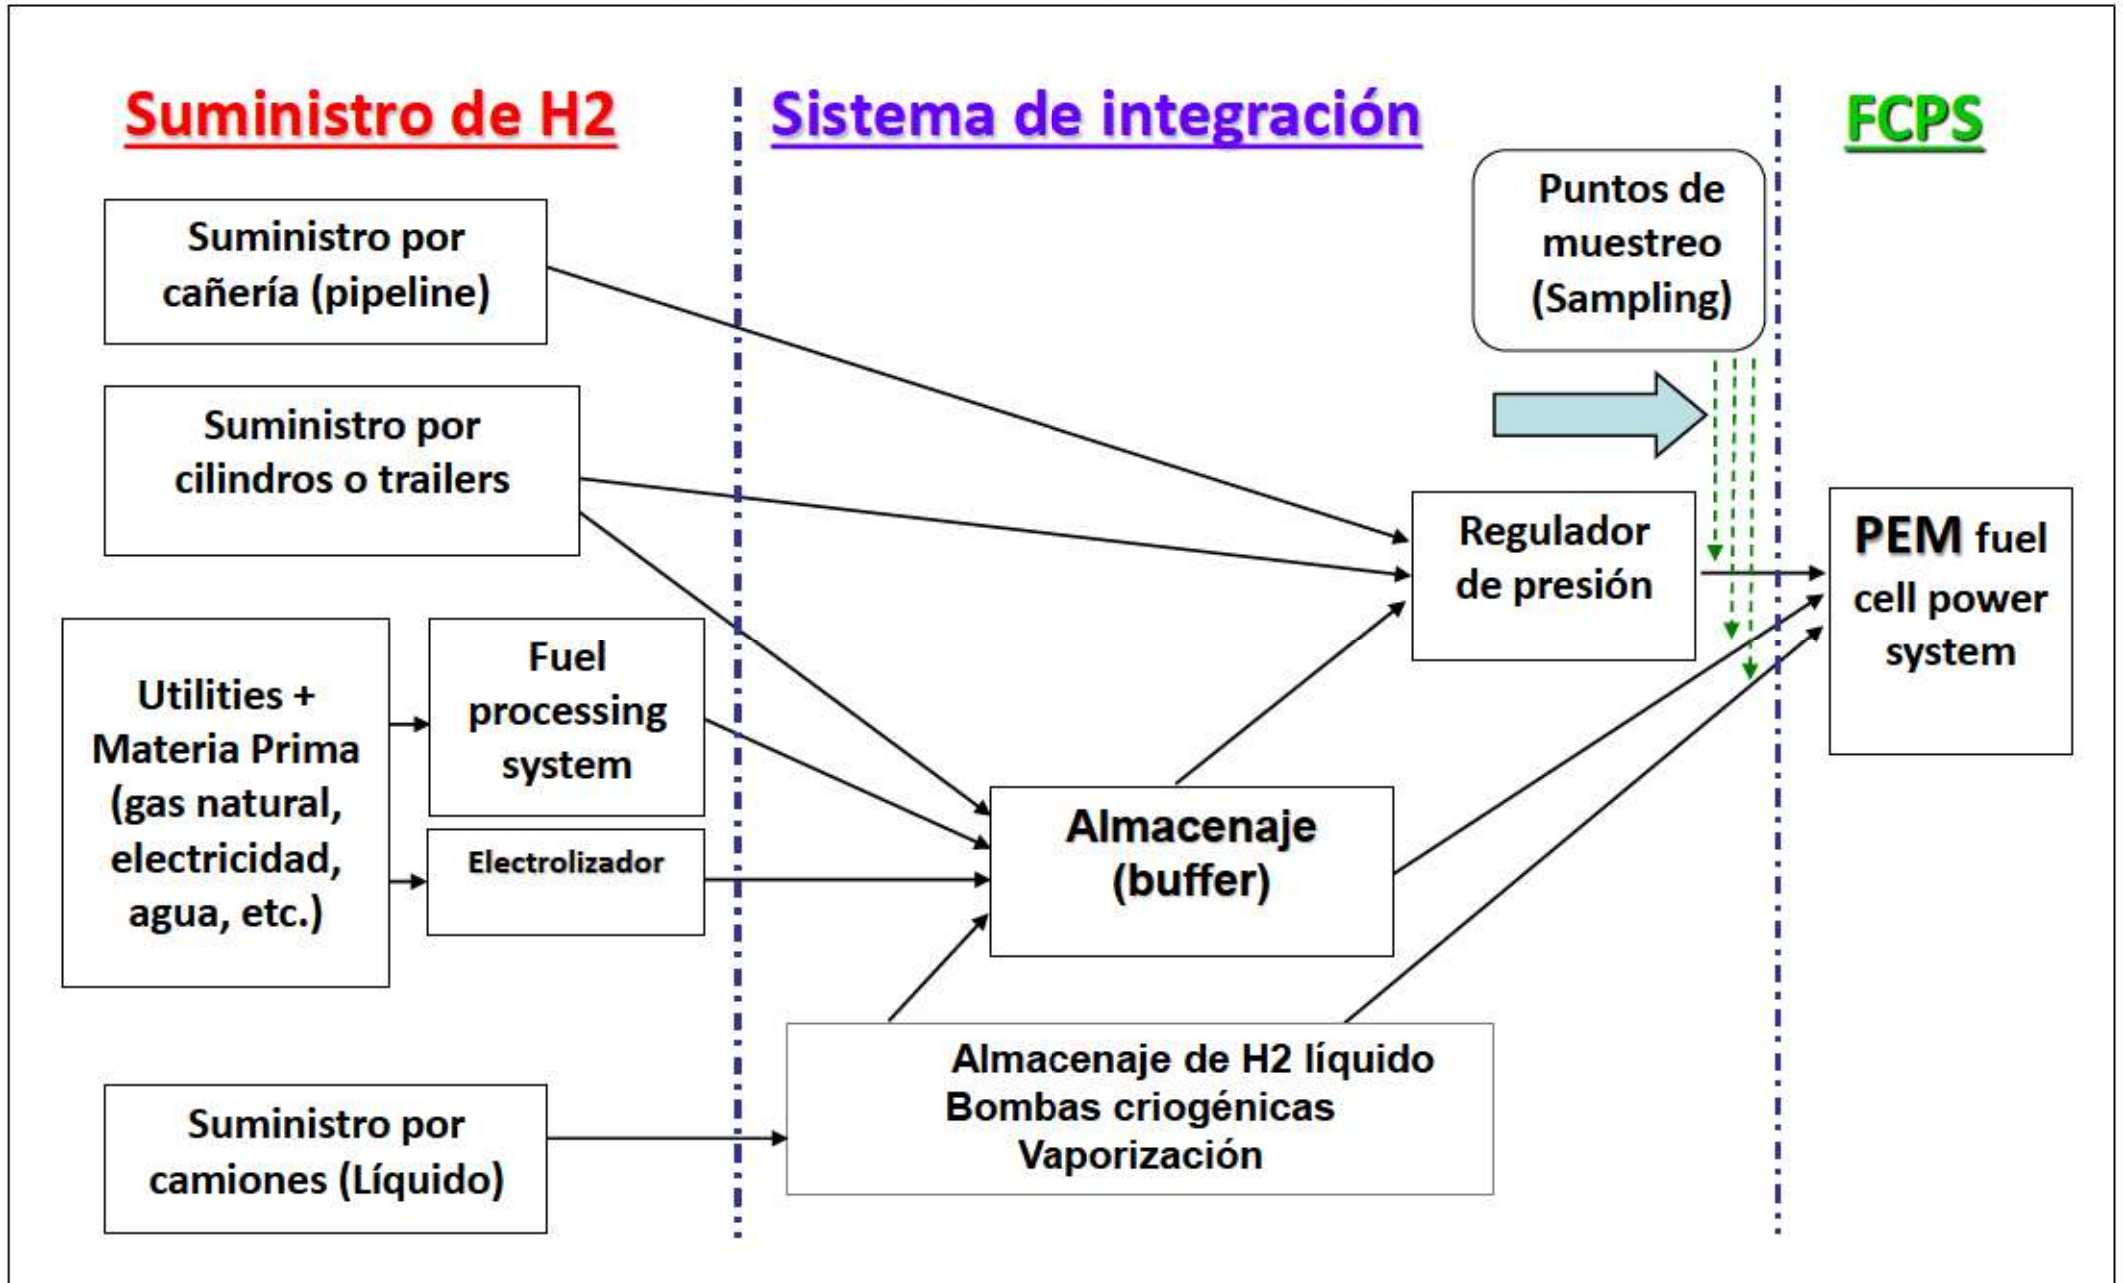 Suministro de H2
Sistema de integración
FCPS
Puntos de
muestreo
(Sampling)
Suministro por
cañería (pipeline)
Suministro por
cilindros o trailers
Regulador
de presión
PEM fuel
cell power
system
Utilities +
Materia Prima
(gas natural,
electricidad,
agua, etc.)
Fuel
processing
system
Electrolizador
Almacenaje
(buffer)
Almacenaje de H2 líquido
Bombas criogénicas
Vaporización
Suministro por
camiones (Líquido)